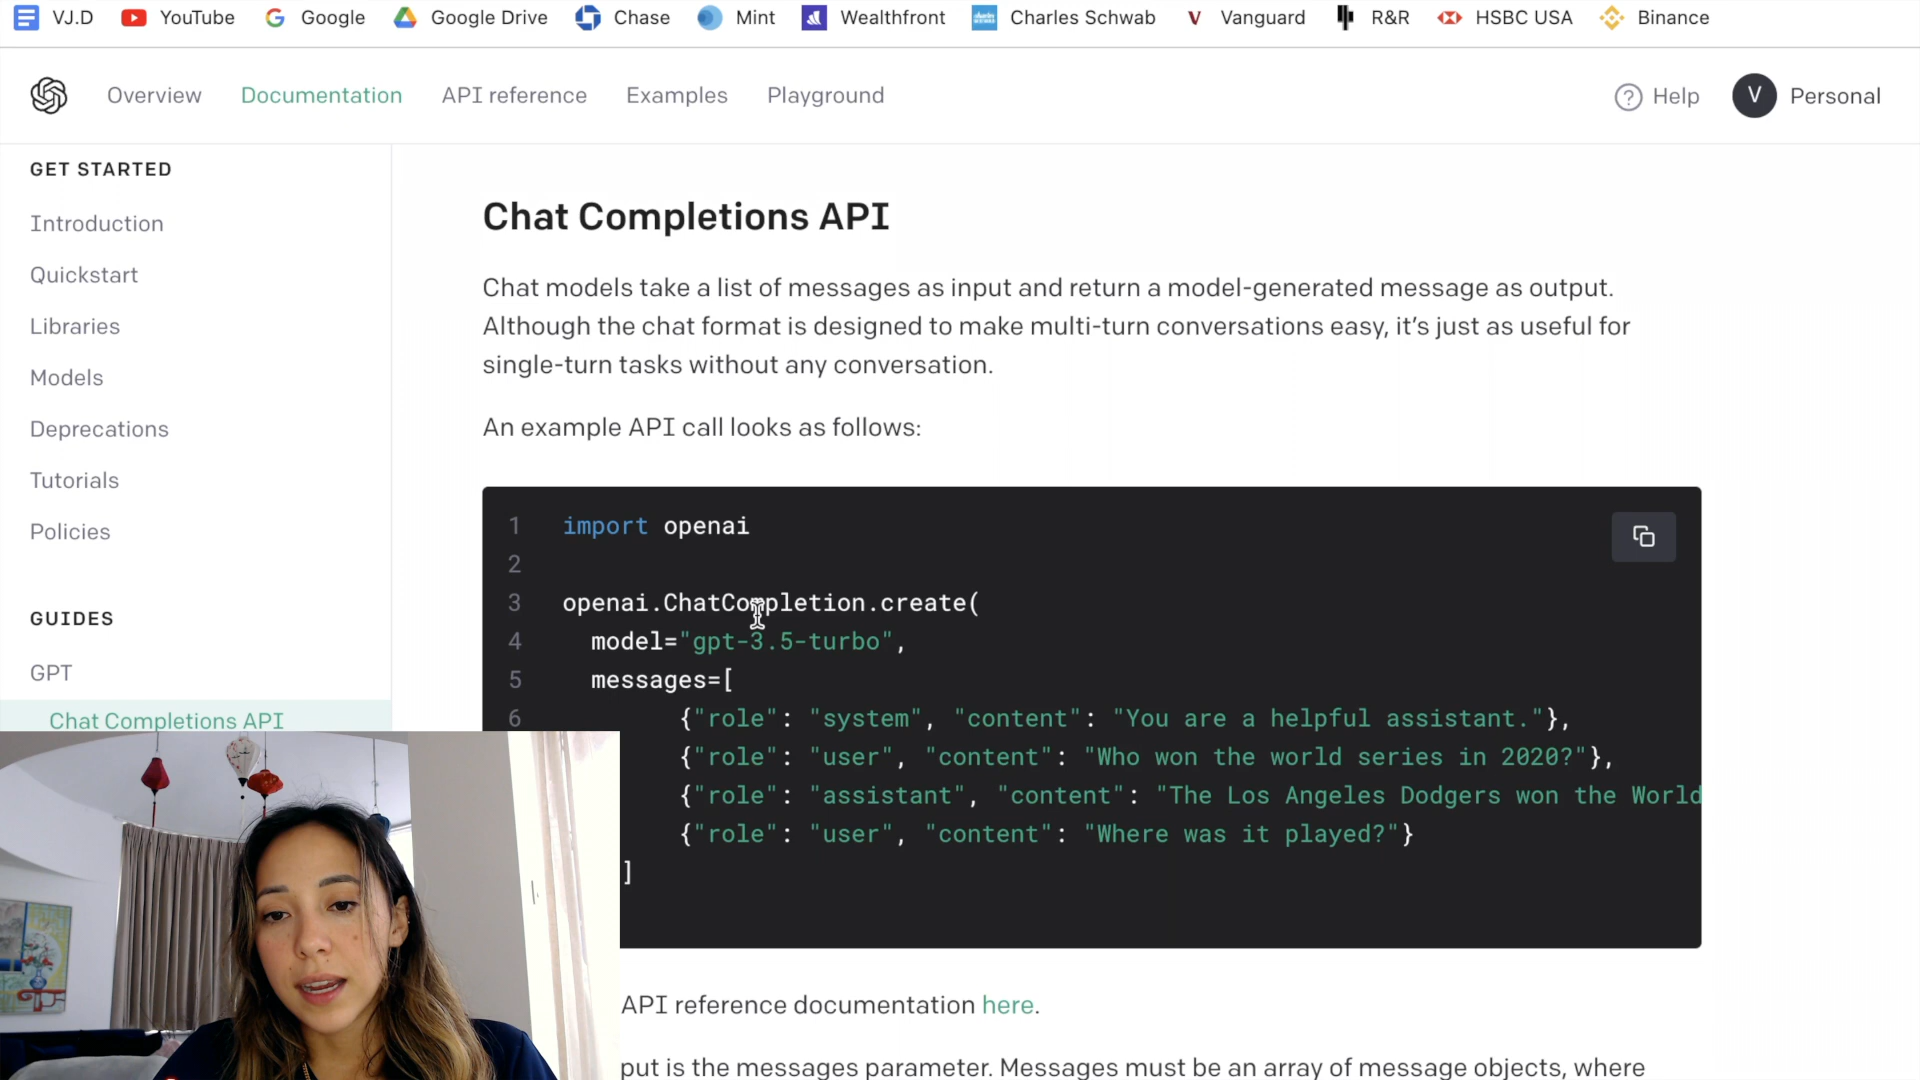 VJ.D YouTube Google Google Drive Chase Mint Wealthfront Charles Schwab Vanguard R&R HSBC USA Binance
Overview Documentation API reference Examples Playground Help V Personal
GET STARTED
Introduction
Quickstart
Libraries
Models
Deprecations
Tutorials
Policies
GUIDES
GPT
Chat Completions API
Chat Completions API
Chat models take a list of messages as input and return a model-generated message as output.
Although the chat format is designed to make multi-turn conversations easy, it's just as useful for
single-turn tasks without any conversation.
An example API call looks as follows:
1 import openai
2
3 openai.ChatCompletion.create(
4 model="gpt-3.5-turbo",
5 messages=[
6 {"role": "system", "content": "You are a helpful assistant."},
{"role": "user", "content": "Who won the world series in 2020?"},
{"role": "assistant", "content": "The Los Angeles Dodgers won the World
{"role": "user", "content": "Where was it played?"}
]
API reference documentation here.
put is the messages parameter. Messages must be an array of message objects, where